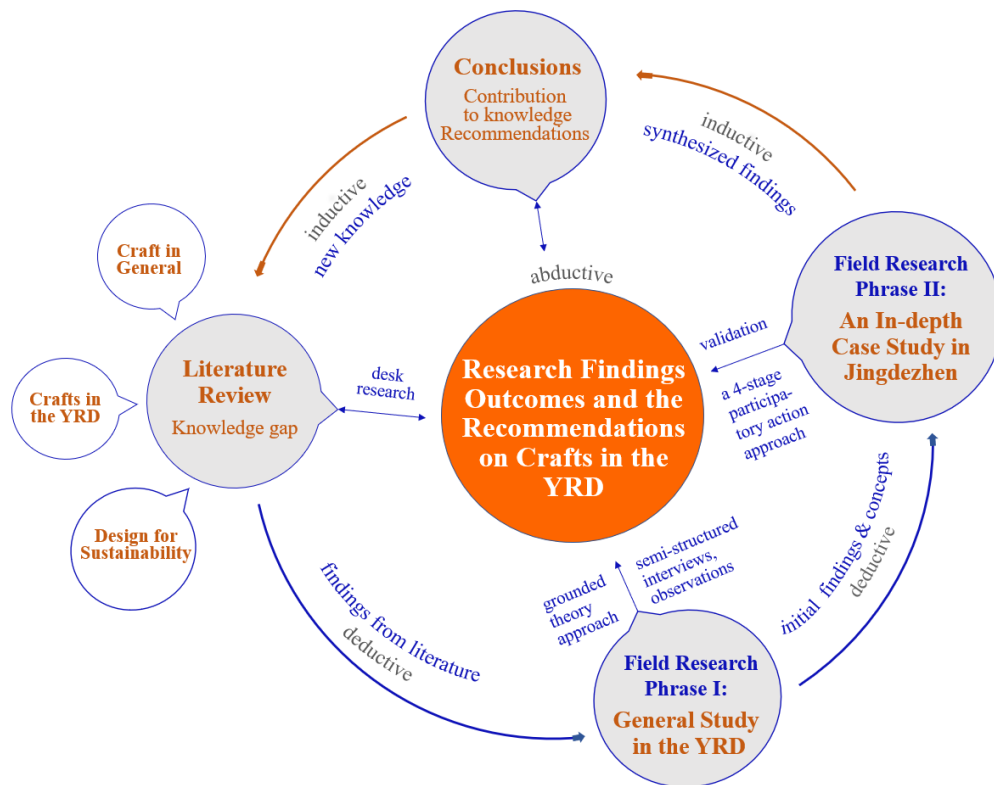 Conclusions
Contribution
to knowledge
Recommendations
inductive
synthesized findings
inductive
new knowledge
abductive
Craft in
General
Crafts in
the YRD
Design for
Sustainability
Literature
Review
Knowledge gap
desk
research
Research Findings
Outcomes and the
Recommendations
on Crafts in the
YRD
validation
a 4-stage
participa-
tory action
approach
Field Research
Phrase II:
An In-depth
Case Study in
Jingdezhen
initial findings & concepts
deductive
semi-structured
interviews,
observations
grounded
theory
approach
findings from literature
deductive
Field Research
Phrase I:
General Study
in the YRD